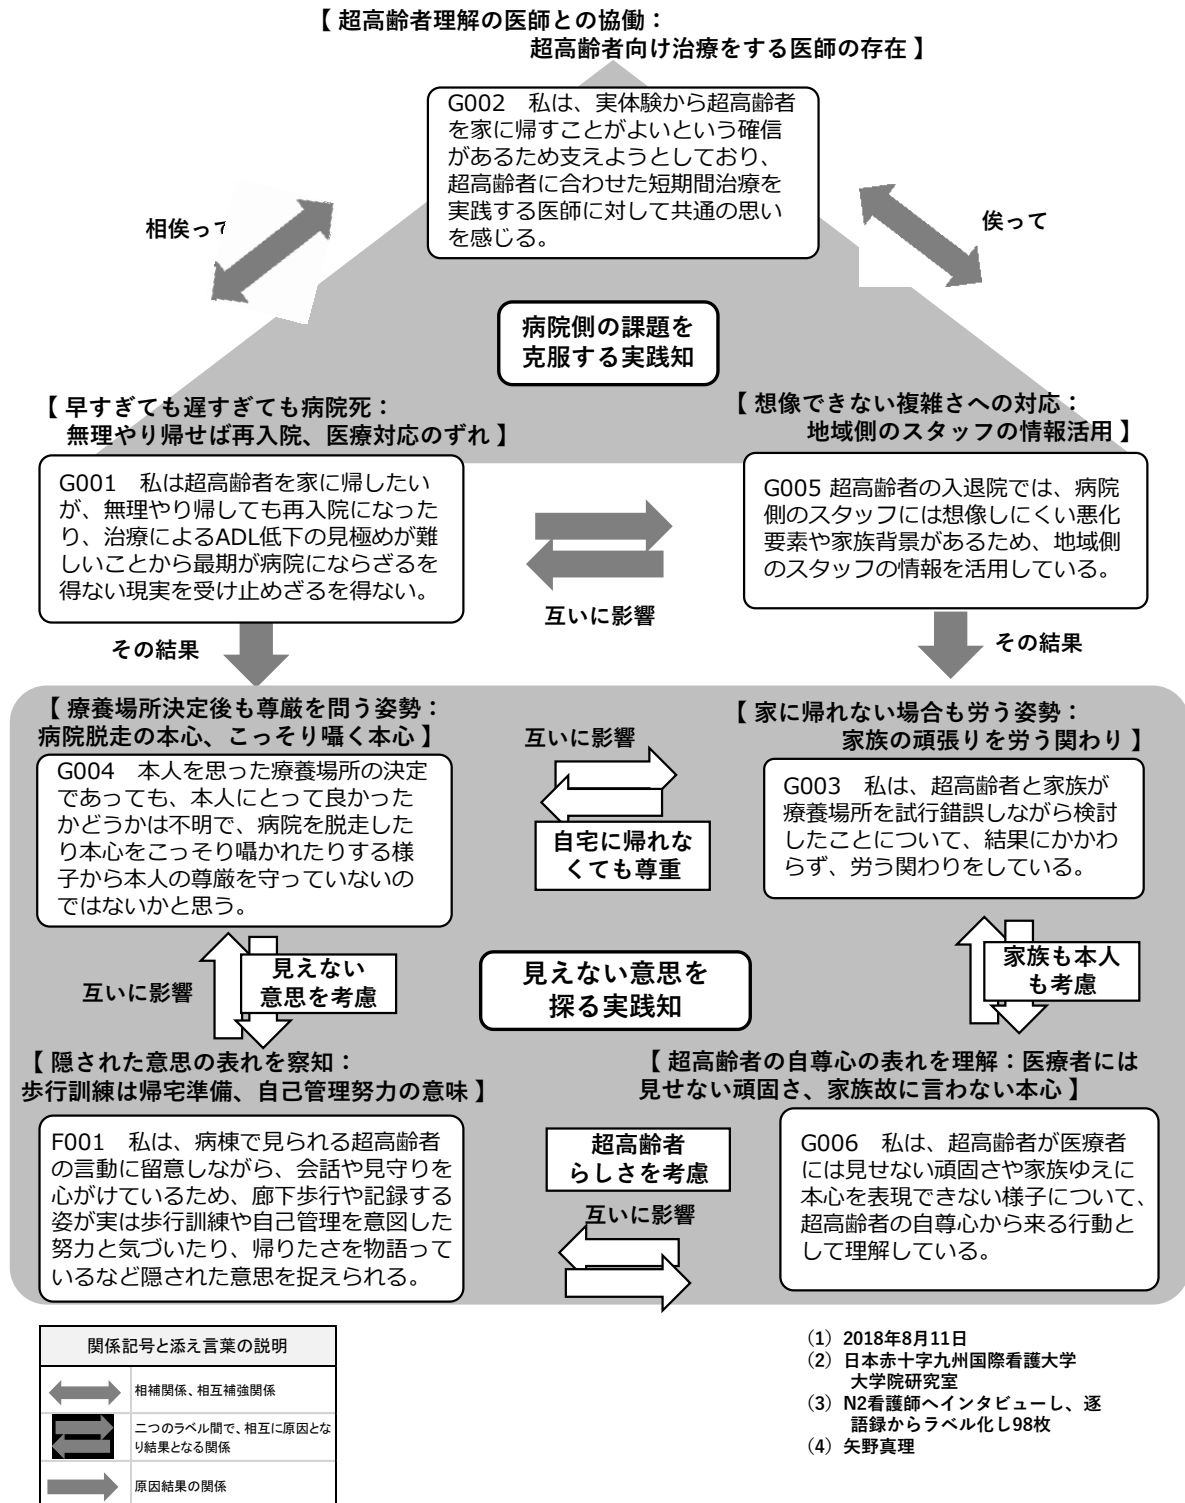 【 超高齢者理解の医師との協働：
超高齢者向け治療をする医師の存在 】
G002　私は、実体験から超高齢者
を家に帰すことがよいという確信
があるため支えようとしており、
超高齢者に合わせた短期間治療を
実践する医師に対して共通の思い
を感じる。
相俟って
俟って
病院側の課題を
克服する実践知
【 早すぎても遅すぎても病院死：
無理やり帰せば再入院、医療対応のずれ 】
【 想像できない複雑さへの対応：
地域側のスタッフの情報活用 】
G001　私は超高齢者を家に帰したい
が、無理やり帰しても再入院になった
り、治療によるADL低下の見極めが難
しいことから最期が病院にならざるを
得ない現実を受け止めざるを得ない。
G005 超高齢者の入退院では、病院
側のスタッフには想像しにくい悪化
要素や家族背景があるため、地域側
のスタッフの情報を活用している。
互いに影響
その結果
その結果
【 療養場所決定後も尊厳を問う姿勢：
病院脱走の本心、こっそり囁く本心 】
【 家に帰れない場合も労う姿勢：
家族の頑張りを労う関わり 】
互いに影響
G004　本人を思った療養場所の決定
であっても、本人にとって良かった
かどうかは不明で、病院を脱走した
り本心をこっそり囁かれたりする様
子から本人の尊厳を守っていないの
ではないかと思う。
自宅に帰れな
くても尊重
G003　私は、超高齢者と家族が
療養場所を試行錯誤しながら検討
したことについて、結果にかかわ
らず、労う関わりをしている。
互いに影響
見えない
意思を考慮
見えない意思を
探る実践知
家族も本人
も考慮
【 隠された意思の表れを察知：
歩行訓練は帰宅準備、自己管理努力の意味 】
【 超高齢者の自尊心の表れを理解：医療者には
見せない頑固さ、家族故に言わない本心 】
F001　私は、病棟で見られる超高齢者
の言動に留意しながら、会話や見守りを
心がけているため、廊下歩行や記録する
姿が実は歩行訓練や自己管理を意図した
努力と気づいたり、帰りたさを物語って
いるなど隠された意思を捉えられる。
超高齢者
らしさを考慮
互いに影響
G006　私は、超高齢者が医療者
には見せない頑固さや家族ゆえに
本心を表現できない様子について、
超高齢者の自尊心から来る行動と
して理解している。
関係記号と添え言葉の説明
相補関係、相互補強関係
二つのラベル間で、相互に原因とな
り結果となる関係
原因結果の関係
（1）2018年8月11日
（2）日本赤十字九州国際看護大学
大学院研究室
（3）N2看護師へインタビューし、逐
語録からラベル化し98枚
（4）矢野真理